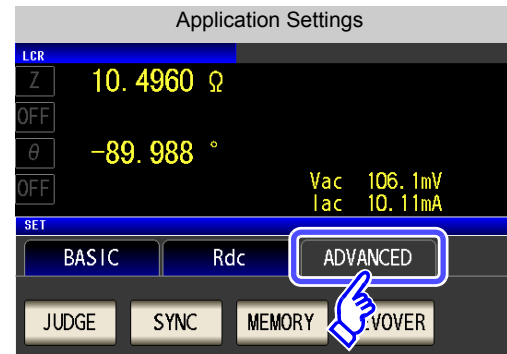 Application Settings
LCR
Z 10.4960 Ω
OFF
θ -89.988 °
OFF
Vac 106.1mV
Iac 10.11mA
SET
BASIC Rdc ADVANCED
JUDGE SYNC MEMORY VOVER